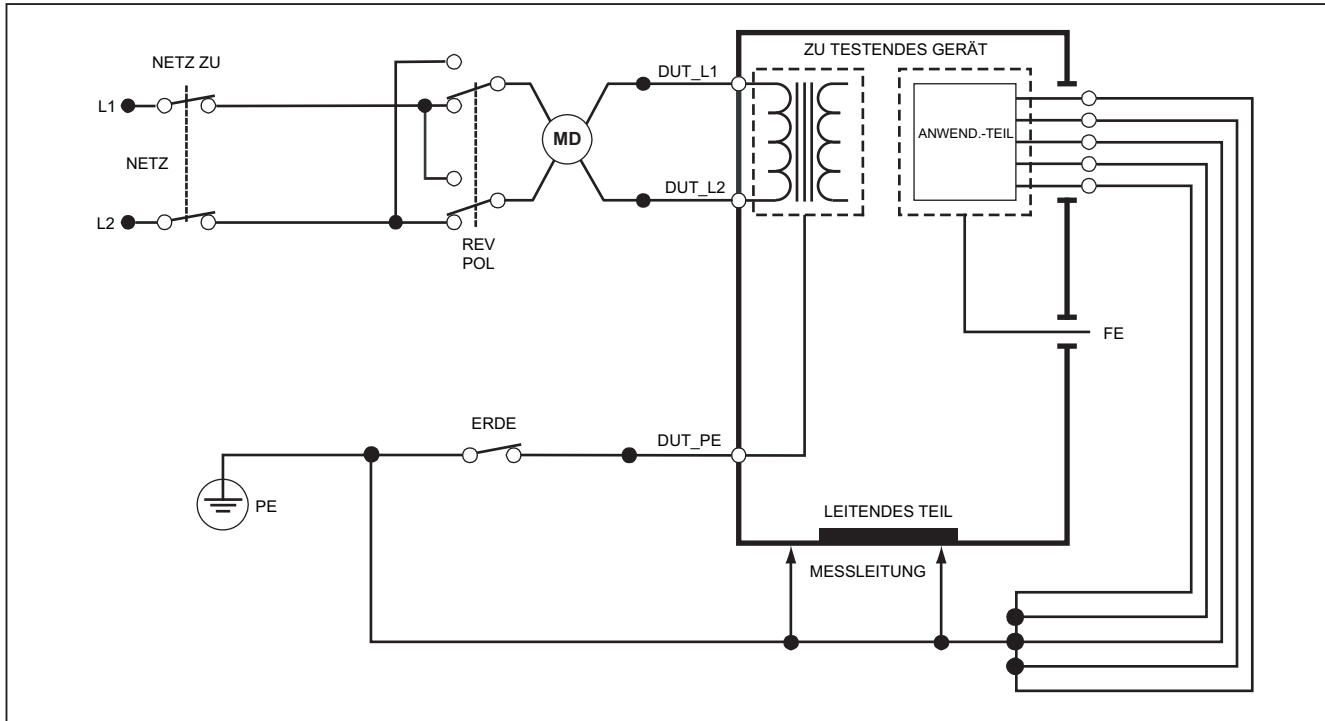 NETZ ZU
L1
NETZ
L2
REV
POL
MD
DUT_L1
DUT_L2
ZU TESTENDES GERÄT
ANWEND.-TEIL
FE
ERDE
DUT_PE
PE
LEITENDES TEIL
MESSLEITUNG